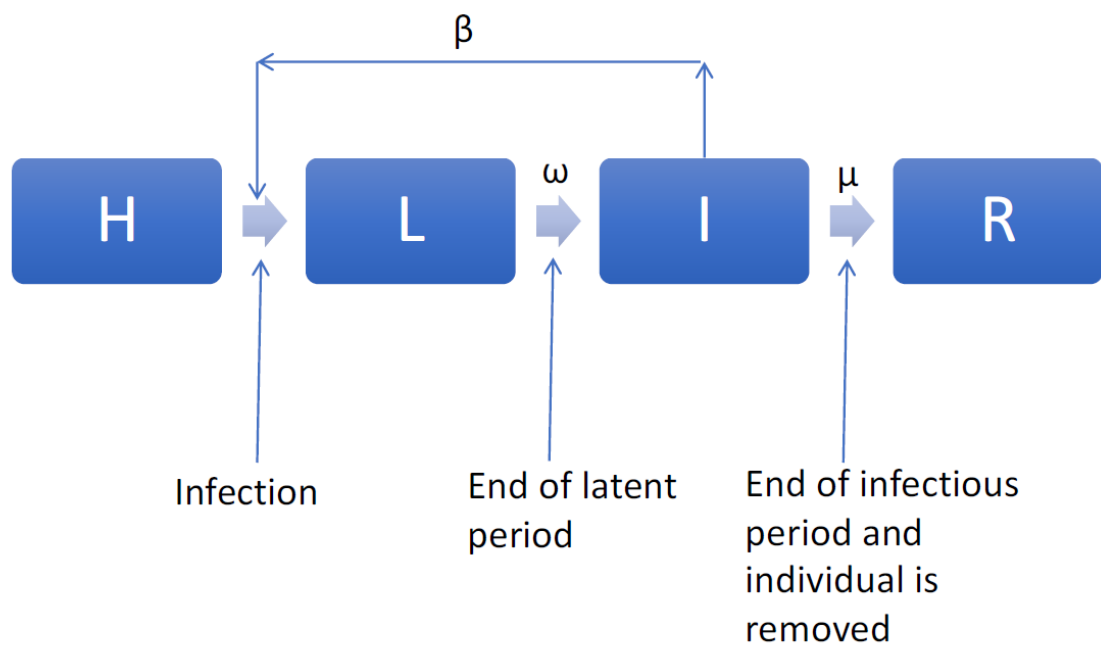 β
H
L
I
R
ω
μ
Infection
End of latent
period
End of infectious
period and
individual is
removed